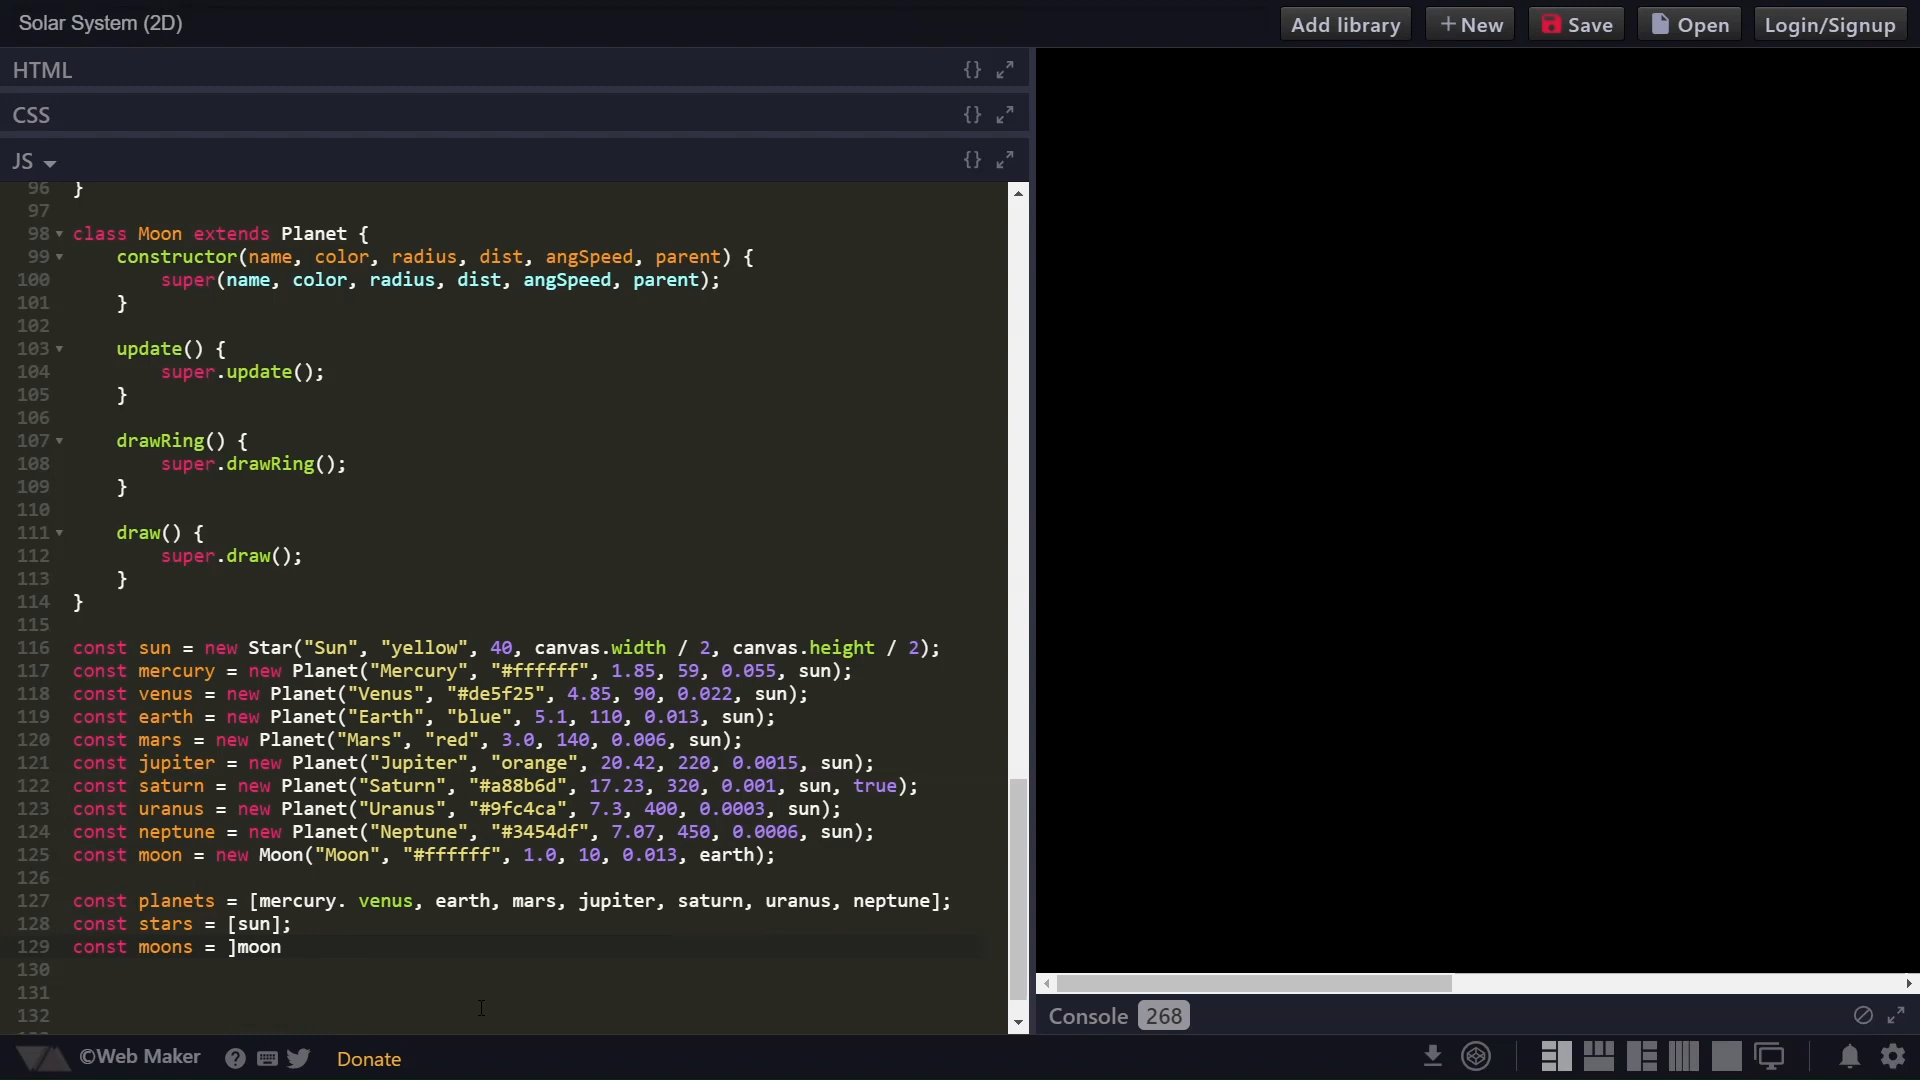 Solar System (2D)
Add library
+ New
Save
Open
Login/Signup
HTML
{}
CSS
{}
JS
{}
96 }
97
98 class Moon extends Planet {
99     constructor(name, color, radius, dist, angSpeed, parent) {
100         super(name, color, radius, dist, angSpeed, parent);
101     }
102
103     update() {
104         super.update();
105     }
106
107     drawRing() {
108         super.drawRing();
109     }
110
111     draw() {
112         super.draw();
113     }
114 }
115
116 const sun = new Star("Sun", "yellow", 40, canvas.width / 2, canvas.height / 2);
117 const mercury = new Planet("Mercury", "#ffffff", 1.85, 59, 0.055, sun);
118 const venus = new Planet("Venus", "#de5f25", 4.85, 90, 0.022, sun);
119 const earth = new Planet("Earth", "blue", 5.1, 110, 0.013, sun);
120 const mars = new Planet("Mars", "red", 3.0, 140, 0.006, sun);
121 const jupiter = new Planet("Jupiter", "orange", 20.42, 220, 0.0015, sun);
122 const saturn = new Planet("Saturn", "#a88b6d", 17.23, 320, 0.001, sun, true);
123 const uranus = new Planet("Uranus", "#9fc4ca", 7.3, 400, 0.0003, sun);
124 const neptune = new Planet("Neptune", "#3454df", 7.07, 450, 0.0006, sun);
125 const moon = new Moon("Moon", "#ffffff", 1.0, 10, 0.013, earth);
126
127 const planets = [mercury. venus, earth, mars, jupiter, saturn, uranus, neptune];
128 const stars = [sun];
129 const moons = ]moon
130
131
132
Console 268
©Web Maker
Donate